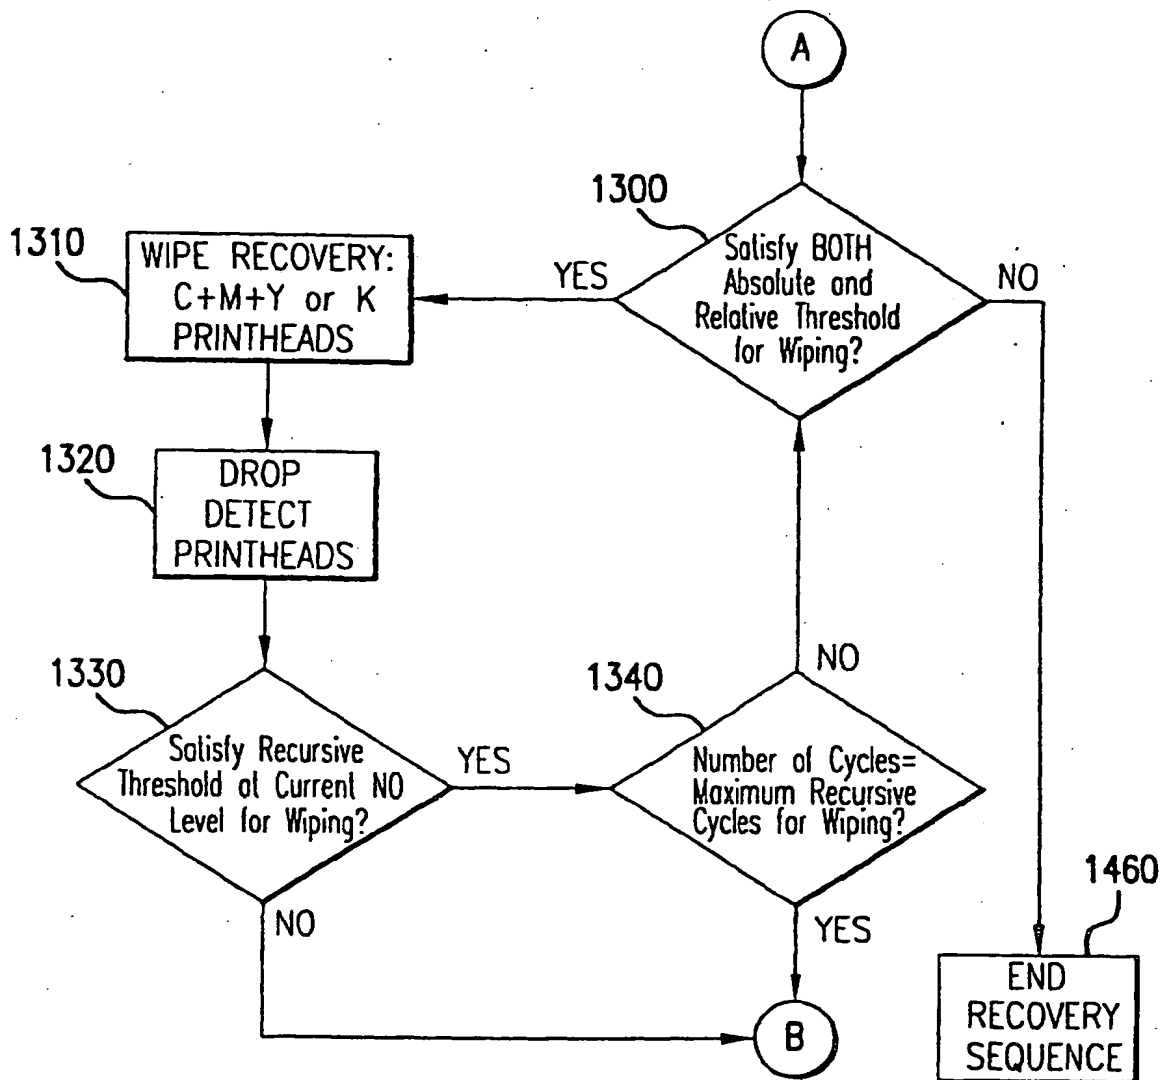 A
1300
Satisfy BOTH
Absolute and
Relative Threshold
for Wiping?
YES
NO
1310
WIPE RECOVERY:
C+M+Y or K
PRINTHEADS
1320
DROP
DETECT
PRINTHEADS
1330
Satisfy Recursive
Threshold at Current NO
Level for Wiping?
YES
NO
1340
Number of Cycles=
Maximum Recursive
Cycles for Wiping?
NO
YES
B
1460
END
RECOVERY
SEQUENCE